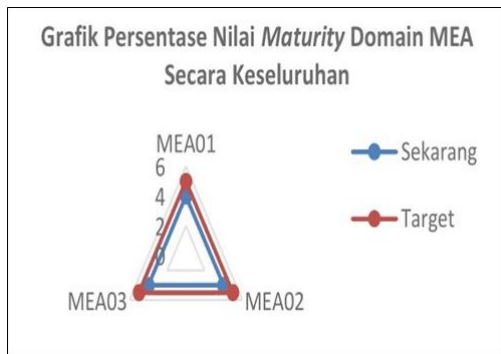 Grafik Persentase Nilai Maturity Domain MEA
Secara Keseluruhan
MEA01
6
4
2
0
MEA03
MEA02
Sekarang
Target